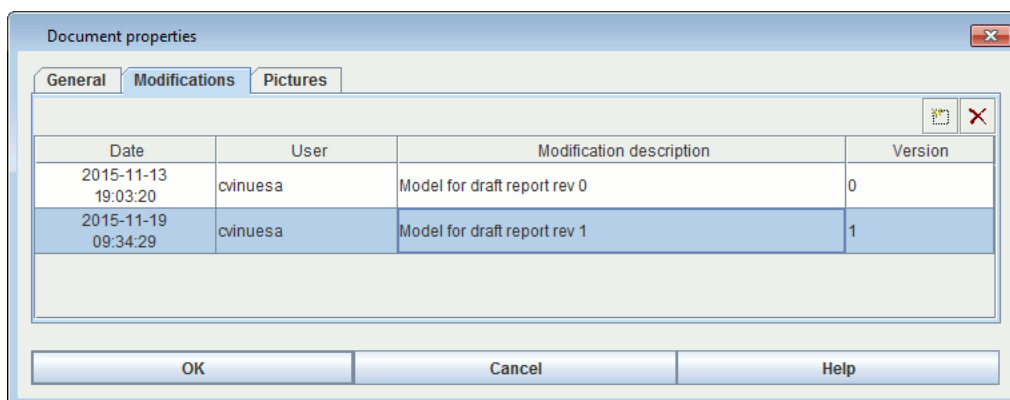 Document properties
General Modifications Pictures
Date User Modification description Version
2015-11-13
19:03:20 cvinuesa Model for draft report rev 0 0
2015-11-19
09:34:29 cvinuesa Model for draft report rev 1 1
OK Cancel Help